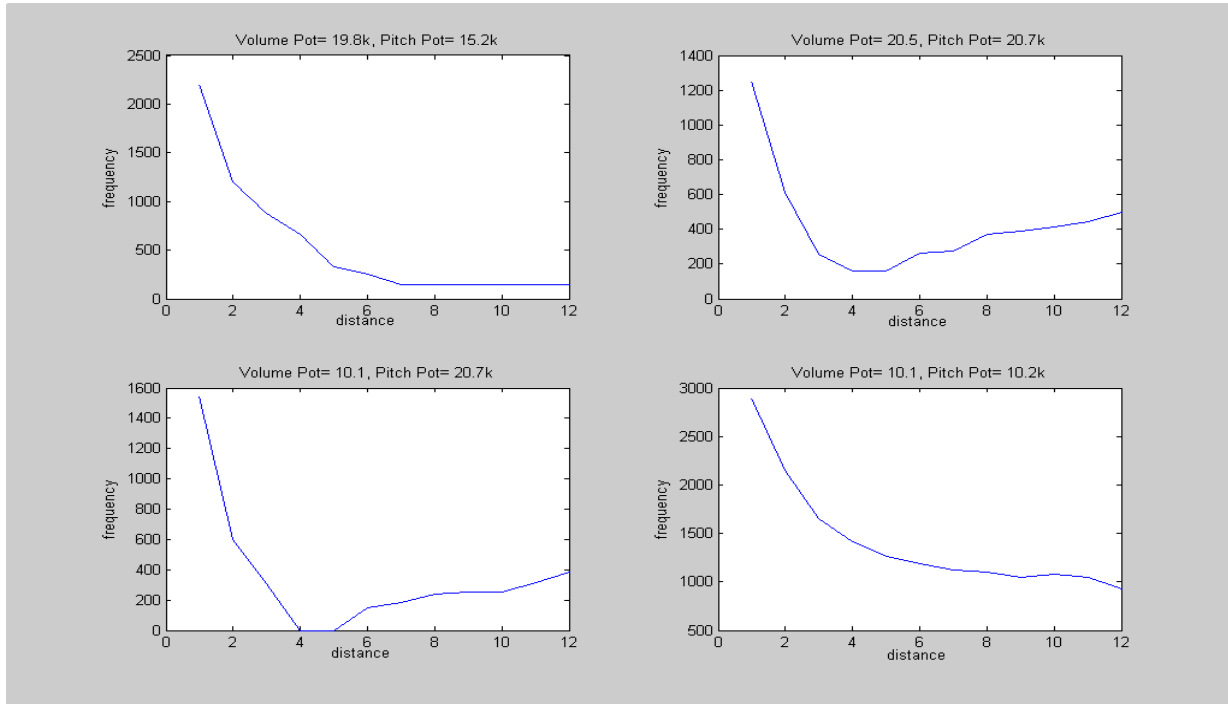 Volume Pot= 19.8k, Pitch Pot= 15.2k
2500
2000
1500
1000
500
0
frequency
0 2 4 6 8 10 12
distance
Volume Pot= 20.5, Pitch Pot= 20.7k
1400
1200
1000
800
600
400
200
0
frequency
0 2 4 6 8 10 12
distance
Volume Pot= 10.1, Pitch Pot= 20.7k
1600
1400
1200
1000
800
600
400
200
0
frequency
0 2 4 6 8 10 12
distance
Volume Pot= 10.1, Pitch Pot= 10.2k
3000
2500
2000
1500
1000
500
frequency
0 2 4 6 8 10 12
distance